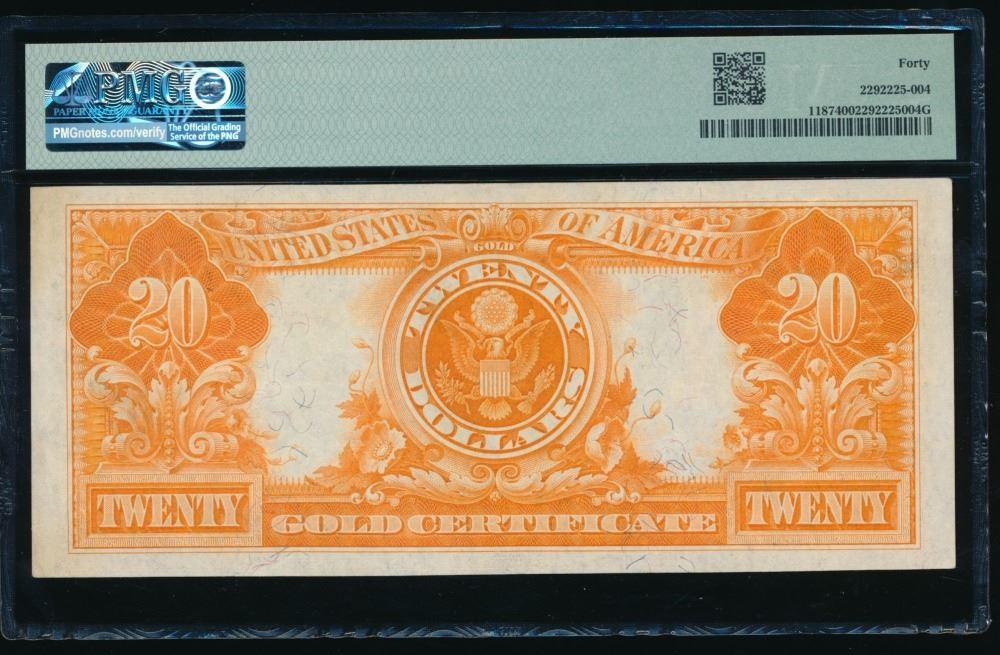 PMG
PAPER MONEY GUARANTY
PMGnotes.com/verify
The Official Grading
Service of the PNG
Forty
2292225-004
11874002292225004G
UNITED STATES OF AMERICA
GOLD
20
20
TWENTY
DOLLARS
TWENTY
TWENTY
GOLD CERTIFICATE